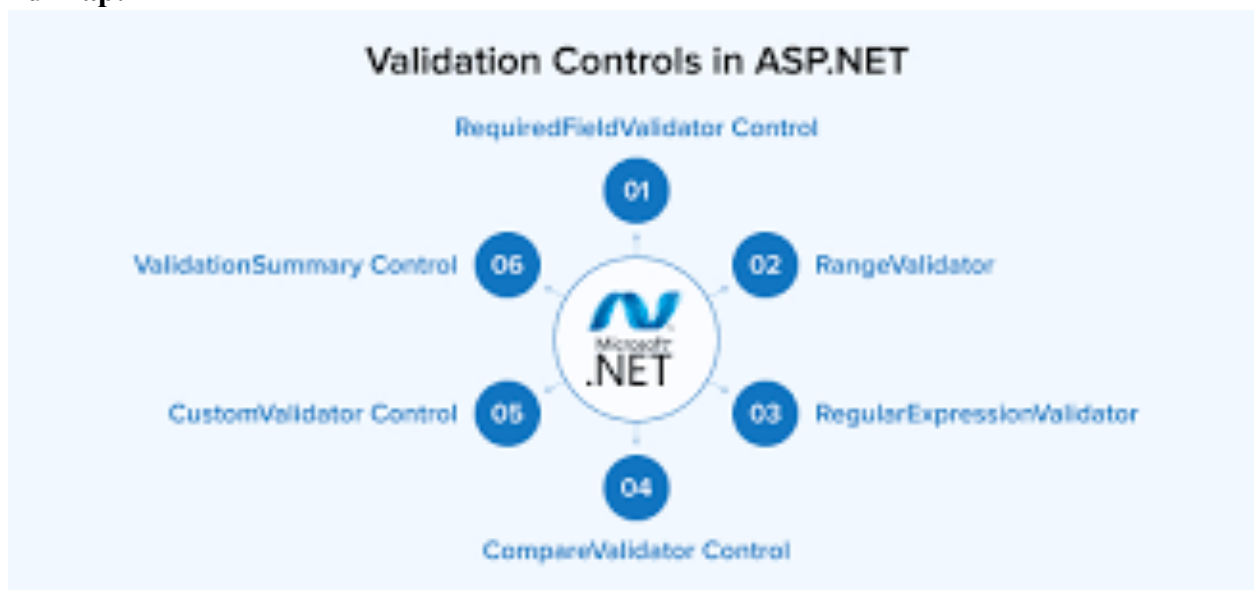 Validation Controls in ASP.NET
RequiredFieldValidator Control
01
ValidationSummary Control 06
02 RangeValidator
Microsoft
.NET
CustomValidator Control 05
03 RegularExpressionValidator
04
CompareValidator Control